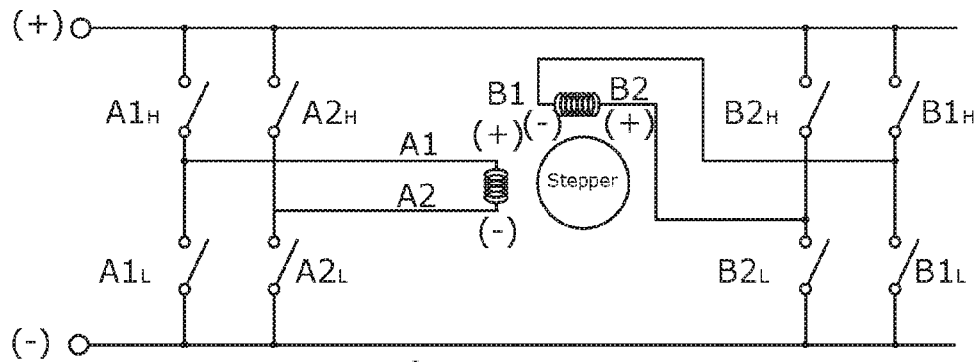 (+)
A1H
A2H
A1
A2
(+)
(-)
B1
B2
(-)
(+)
Stepper
B2H
B1H
A1L
A2L
B2L
B1L
(-)